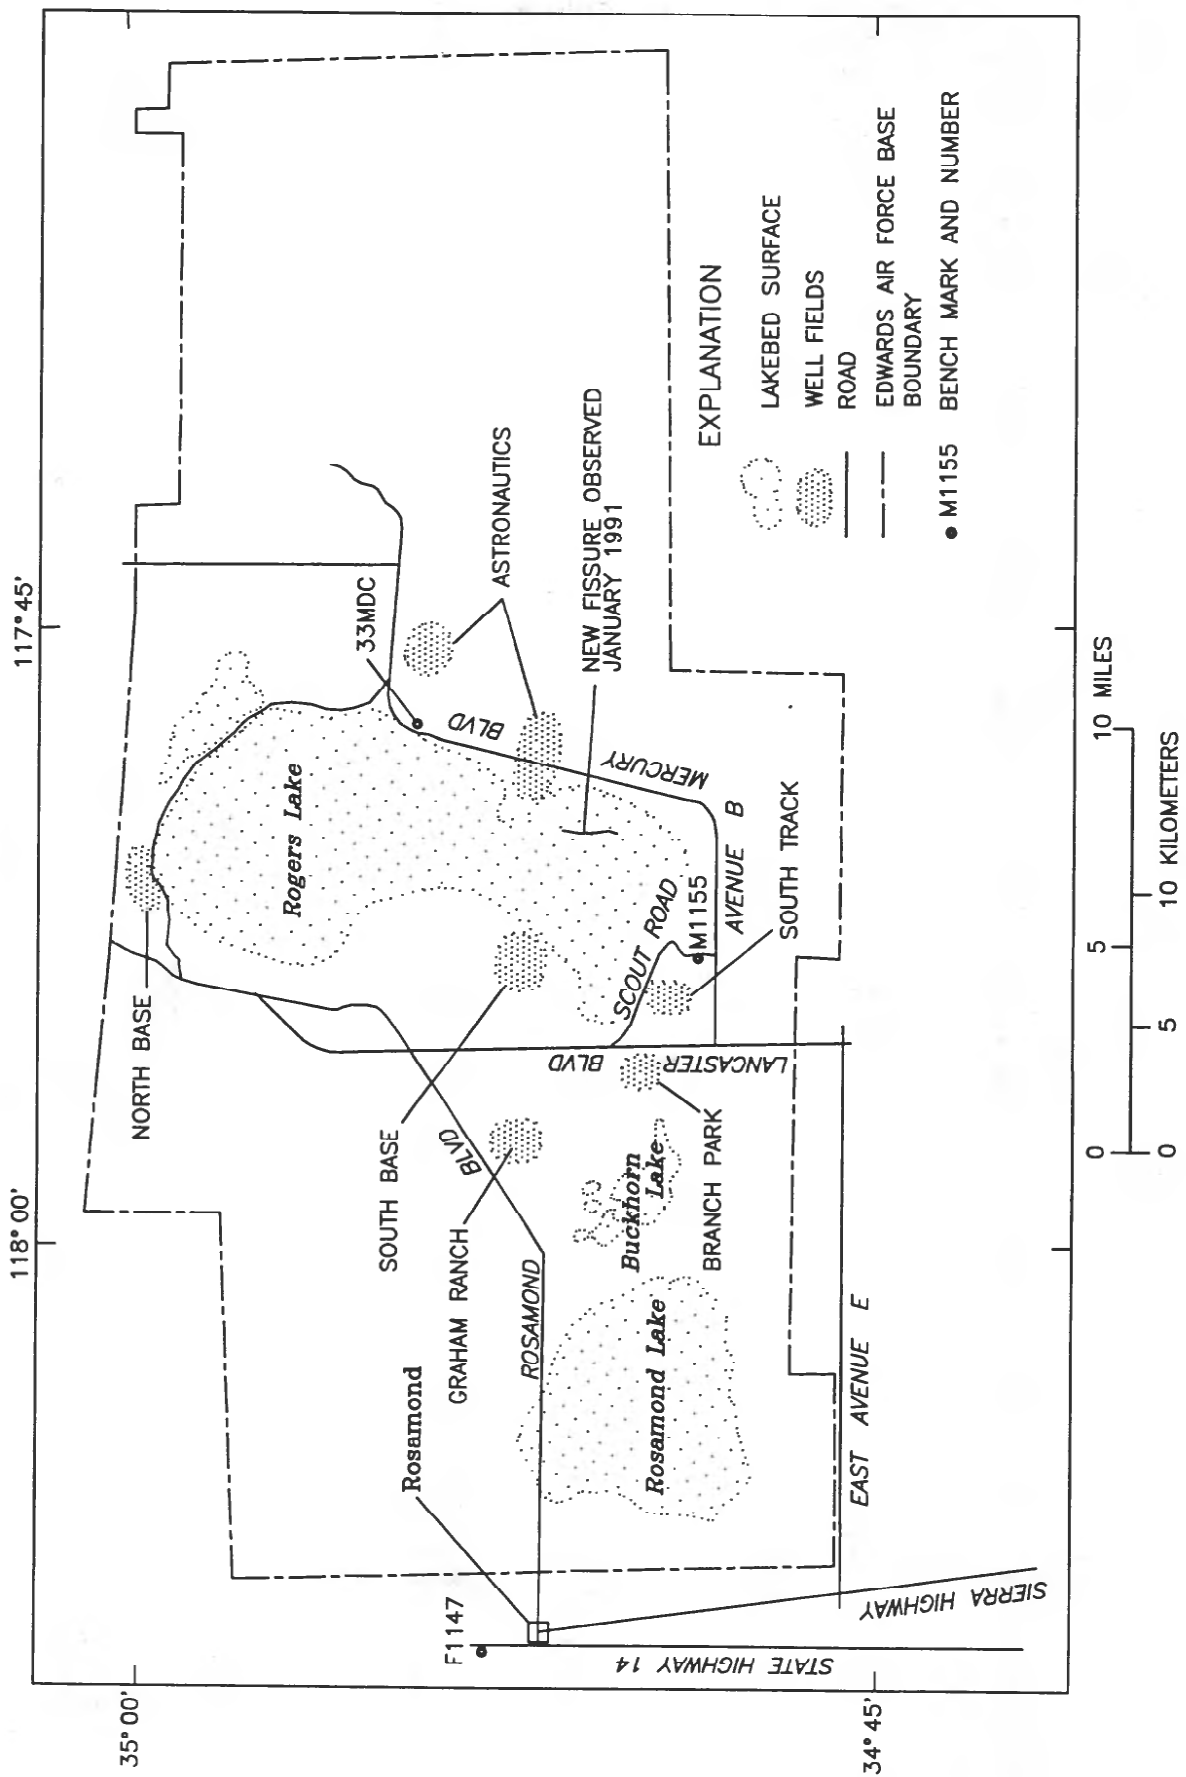 118° 00'
117° 45'
35° 00'
34° 45'
NORTH BASE
Rogers Lake
33MDC
SOUTH BASE
BLVD
ASTRONAUTICS
F1147
Rosamond
GRAHAM RANCH
ROSAMOND
BLVD
NEW FISSURE OBSERVED
JANUARY 1991
MERCURY
BLVD
LANCASTER
SCOUT ROAD
M1155
Buckhorn
Lake
Rosamond Lake
BRANCH PARK
AVENUE B
SOUTH TRACK
STATE HIGHWAY 14
SIERRA HIGHWAY
EAST AVENUE E
EXPLANATION
LAKEBED SURFACE
WELL FIELDS
ROAD
EDWARDS AIR FORCE BASE
BOUNDARY
M1155 BENCH MARK AND NUMBER
0 5 10 MILES
0 5 10 KILOMETERS